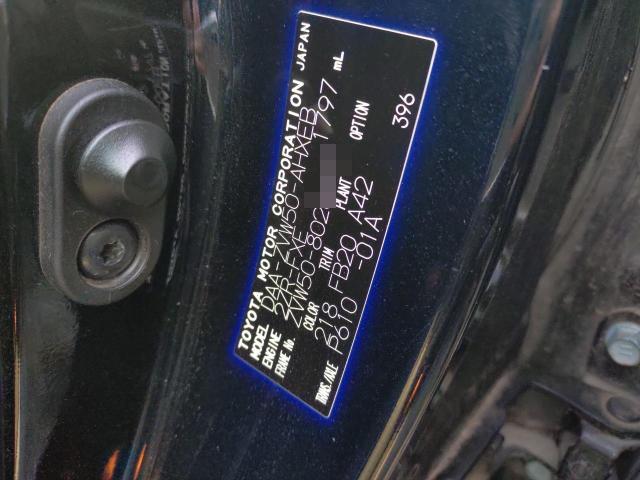 TOYOTA MOTOR CORPORATION JAPAN
MODEL DAA-ZVW50-AHXEB
ENGINE 2ZR-FXE 1797 mL
FRAME No. ZVW50-802
COLOR TRIM PLANT OPTION
218 FB20 A42
TRANS./AXLE P610 -01A 396